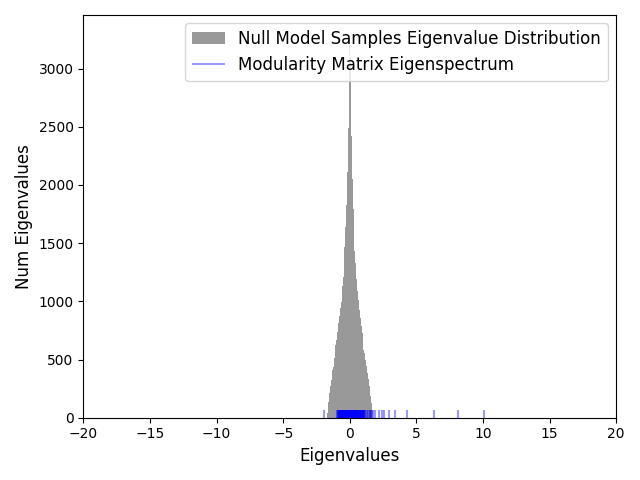 Null Model Samples Eigenvalue Distribution
Modularity Matrix Eigenspectrum
3000
2500
2000
1500
1000
500
0
Num Eigenvalues
−20 −15 −10 −5 0 5 10 15 20
Eigenvalues